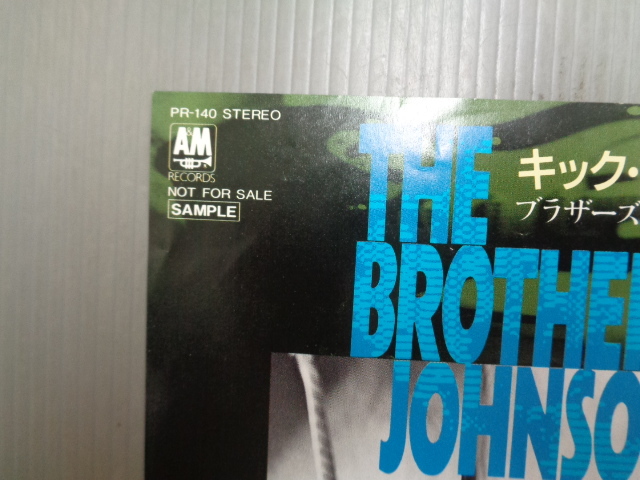 PR-140 STEREO
A&M
RECORDS
NOT FOR SALE
SAMPLE
THE
BROTHE
JOHNSO
キック・
ブラザーズ